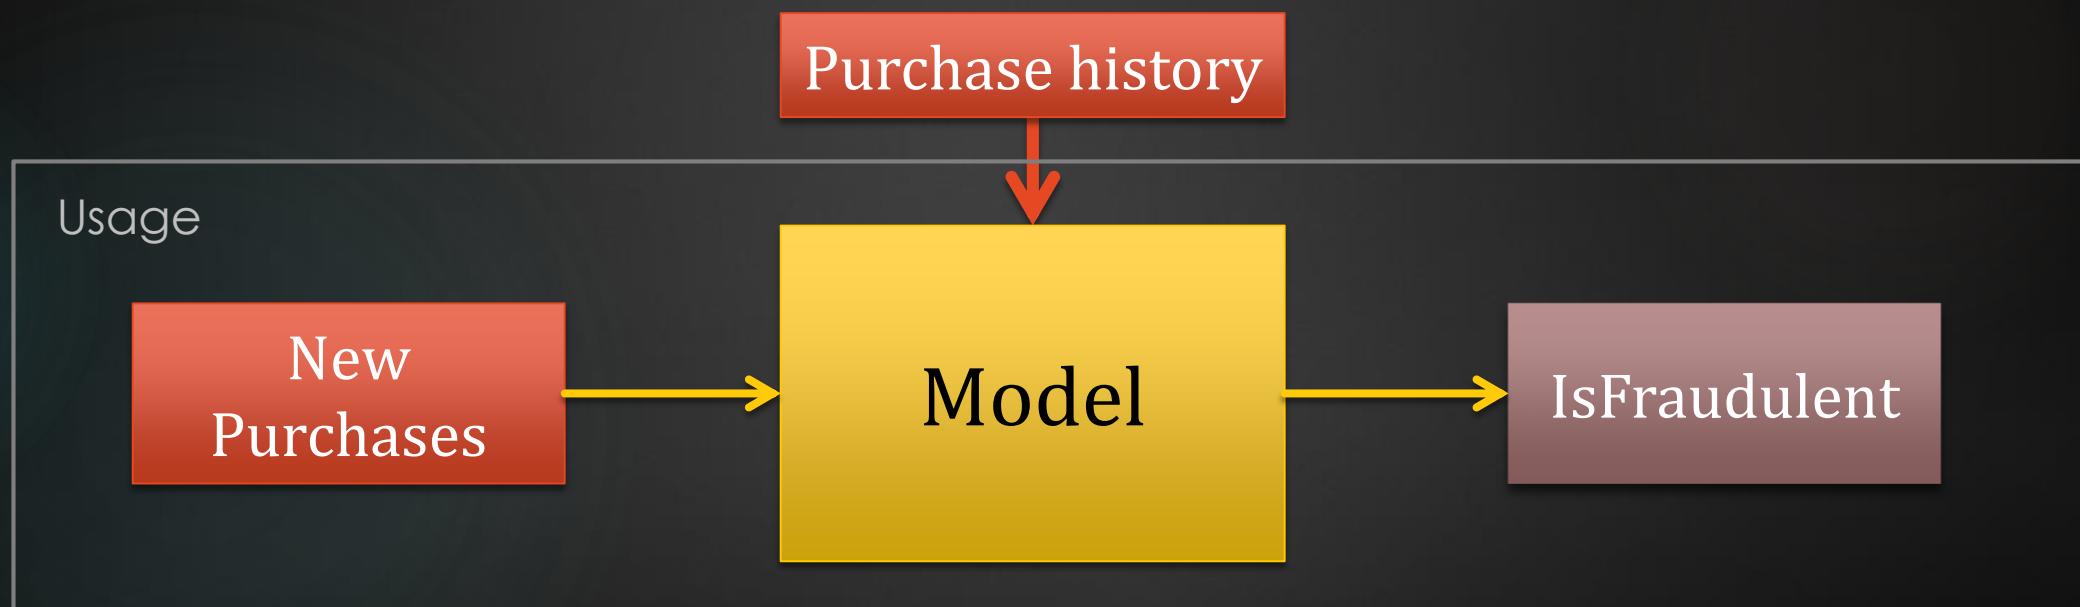 Purchase history
Usage
New
Purchases
Model
IsFraudulent